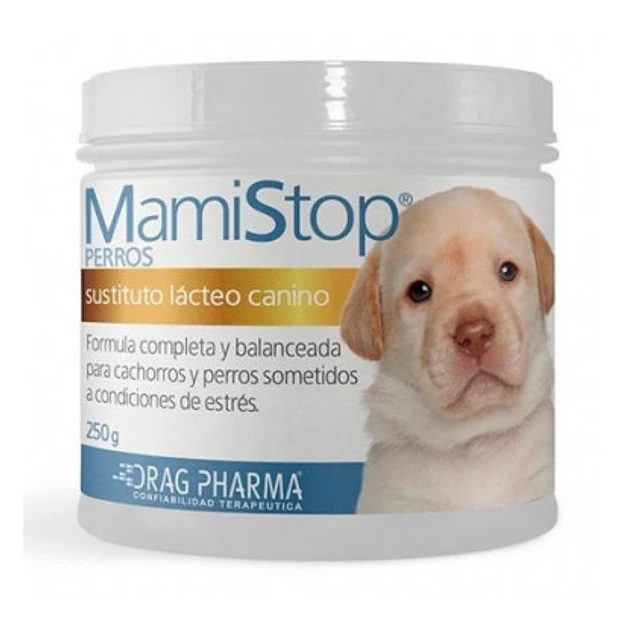 MamiStop®
PERROS
sustituto lácteo canino
Formula completa y balanceada
para cachorros y perros sometidos
a condiciones de estrés.
250g
DRAG PHARMA®
CONFIABILIDAD TERAPEUTICA